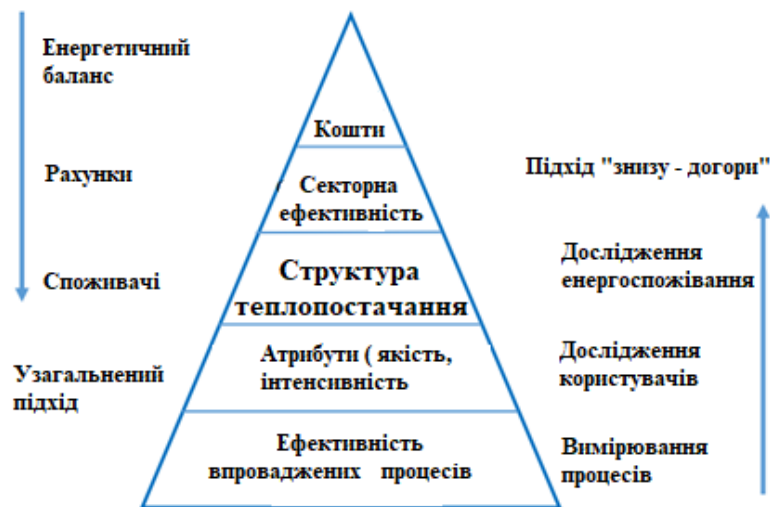 Енергетичний
баланс
Рахунки
Споживачі
Узагальнений
підхід
Кошти
Секторна
ефективність
Структура
теплопостачання
Атрибути ( якість,
інтенсивність
Ефективність
впроваджених процесів
Підхід "знизу - догори"
Дослідження
енергоспожівання
Дослідження
користувачів
Вимірювання
процесів